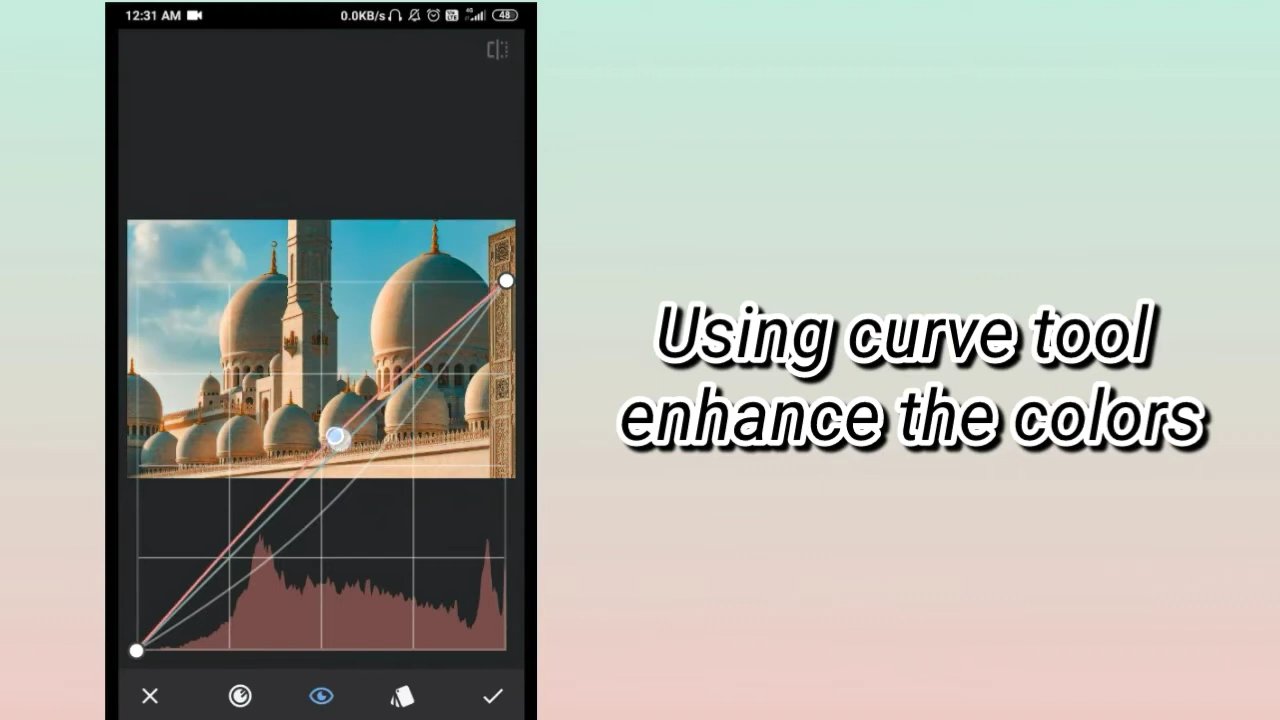 12:31 AM
0.0KB/s
48
Using curve tool
enhance the colors